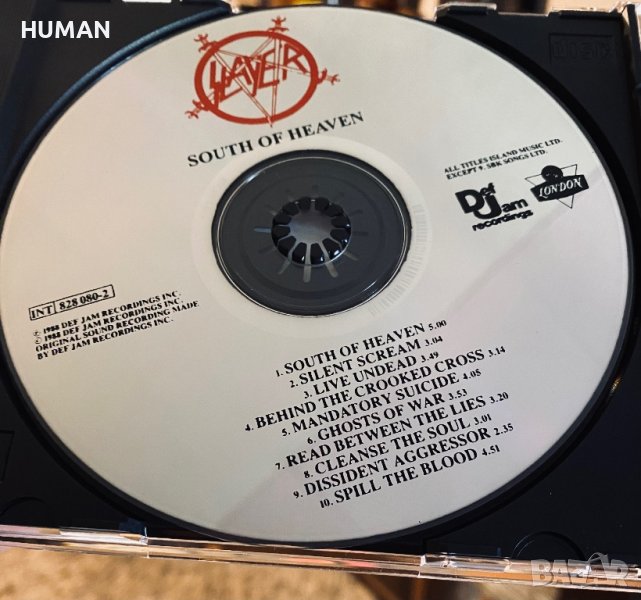 HUMAN
SLAYER
SOUTH OF HEAVEN
ALL TITLES ISLAND MUSIC LTD.
EXCEPT 9. SBK SONGS LTD.
Def Jam
recordings
LONDON
INT 828 080-2
℗ 1988 DEF JAM RECORDINGS INC.
© 1988 DEF JAM RECORDINGS INC.
ORIGINAL SOUND RECORDING MADE
BY DEF JAM RECORDINGS INC.
1. SOUTH OF HEAVEN 5.00
2. SILENT SCREAM 3.04
3. LIVE UNDEAD 3.49
4. BEHIND THE CROOKED CROSS 3.14
5. MANDATORY SUICIDE 4.05
6. GHOSTS OF WAR 3.53
7. READ BETWEEN THE LIES 3.20
8. CLEANSE THE SOUL 3.01
9. DISSIDENT AGGRESSOR 2.35
10. SPILL THE BLOOD 4.51
BAZAR